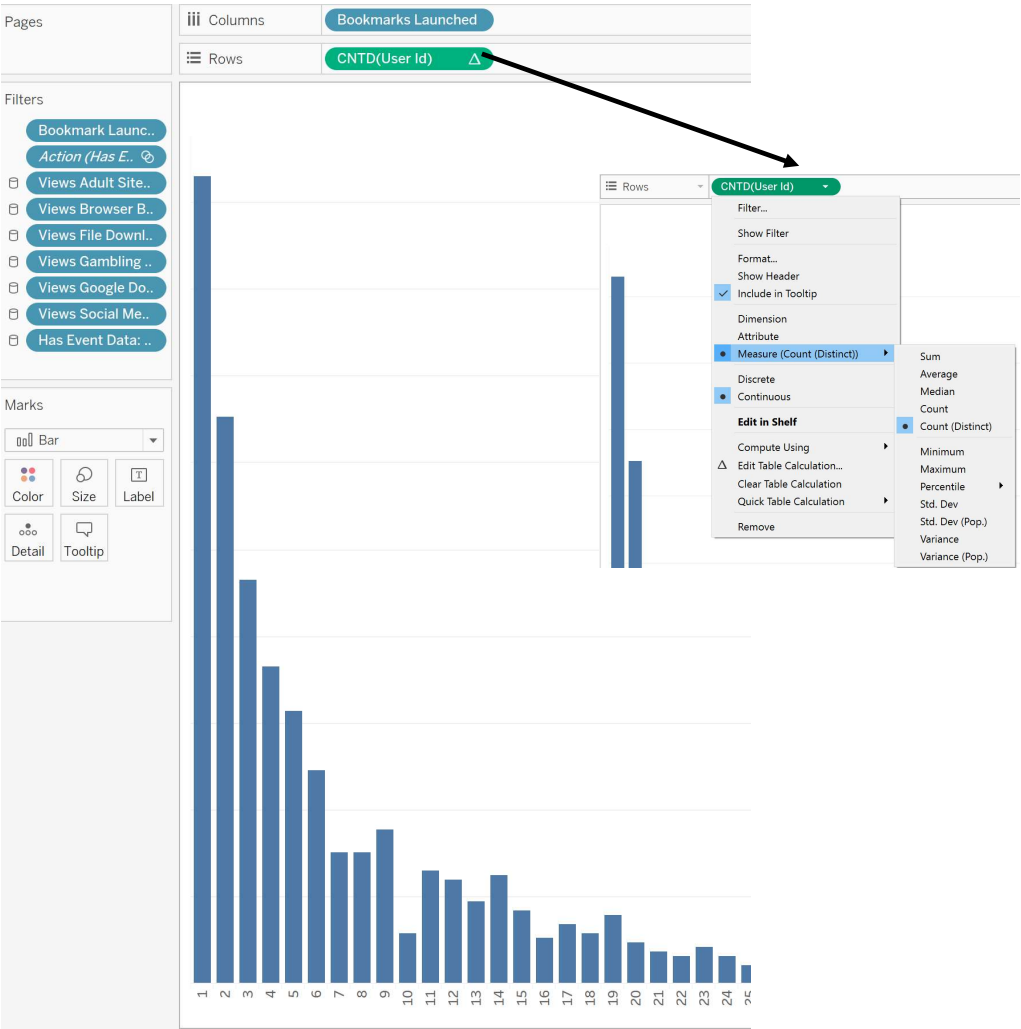 Pages
Columns
Bookmarks Launched
Rows
CNTD(User Id)
Filters
Bookmark Launc..
Action (Has E..
Views Adult Site..
Views Browser B..
Views File Downl..
Views Gambling ..
Views Google Do..
Views Social Me..
Has Event Data: ..
Marks
Bar
Color Size Label
Detail Tooltip
Rows
CNTD(User Id)
Filter...
Show Filter
Format...
Show Header
Include in Tooltip
Dimension
Attribute
Measure (Count (Distinct))
Discrete
Continuous
Edit in Shelf
Compute Using
Edit Table Calculation...
Clear Table Calculation
Quick Table Calculation
Remove
Sum
Average
Median
Count
Count (Distinct)
Minimum
Maximum
Percentile
Std. Dev
Std. Dev (Pop.)
Variance
Variance (Pop.)
1 2 3 4 5 6 7 8 9 10 11 12 13 14 15 16 17 18 19 20 21 22 23 24 25